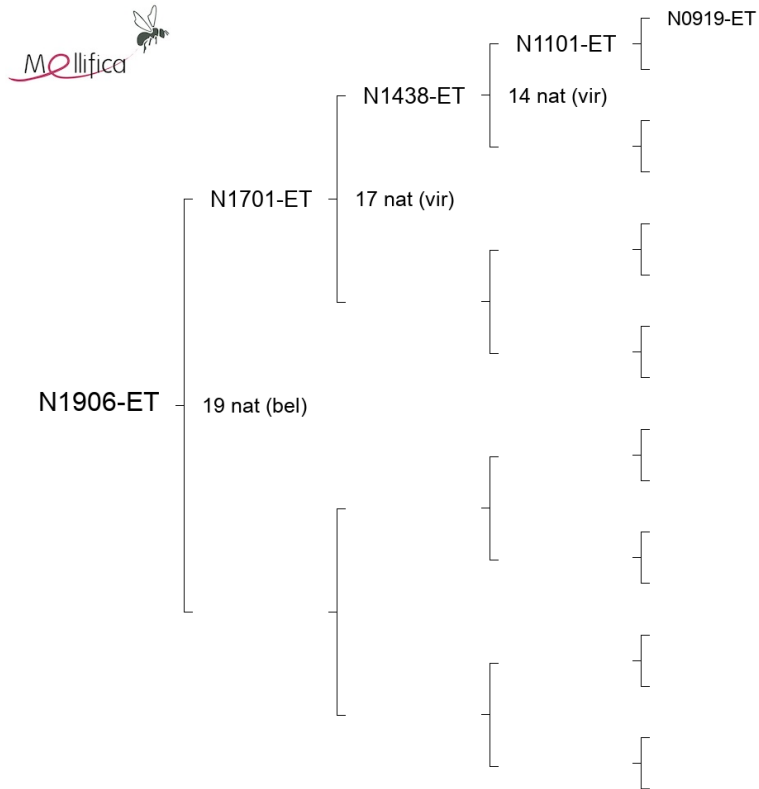 Mellifica
N0919-ET
N1101-ET
N1438-ET
14 nat (vir)
N1701-ET
17 nat (vir)
N1906-ET
19 nat (bel)